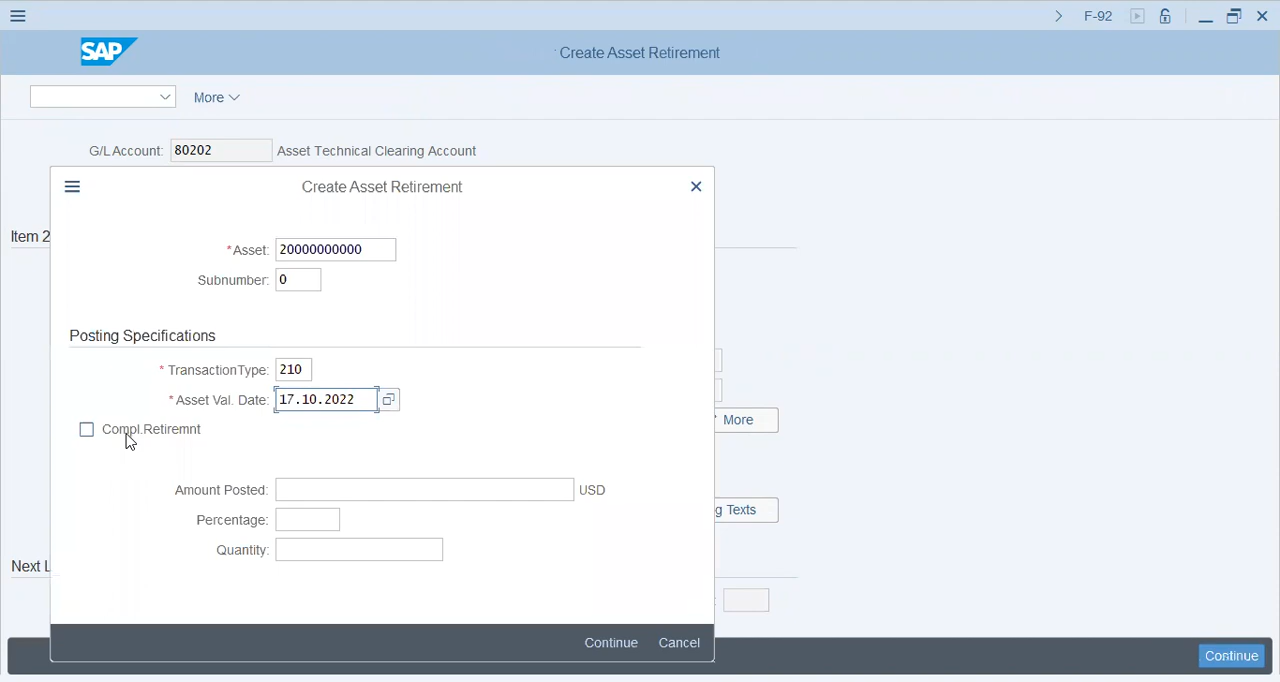 F-92
SAP
Create Asset Retirement
More
G/L Account: 80202 Asset Technical Clearing Account
Create Asset Retirement
Item 2
*Asset: 20000000000
Subnumber: 0
Posting Specifications
* TransactionType: 210
*Asset Val. Date: 17.10.2022
Compl.Retiremnt
More
Amount Posted: USD
g Texts
Percentage:
Quantity:
Next L
Continue Cancel
Continue